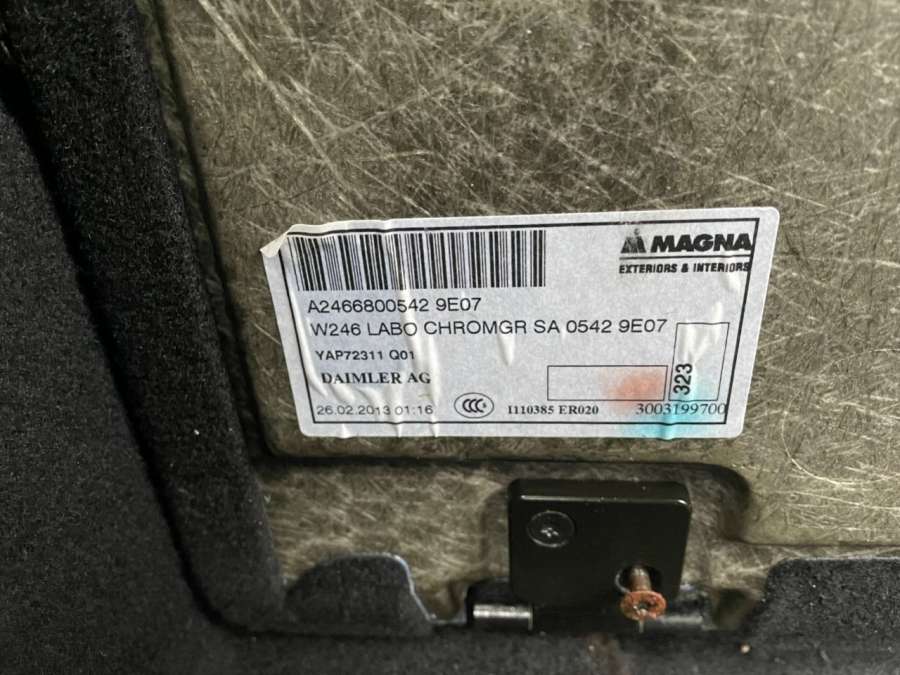 MAGNA
EXTERIORS & INTERIORS
A2466800542 9E07
W246 LABO CHROMGR SA 0542 9E07
YAP72311 Q01
DAIMLER AG
323
26.02.2013 01:16
CCC
I110385 ER020
3003199700